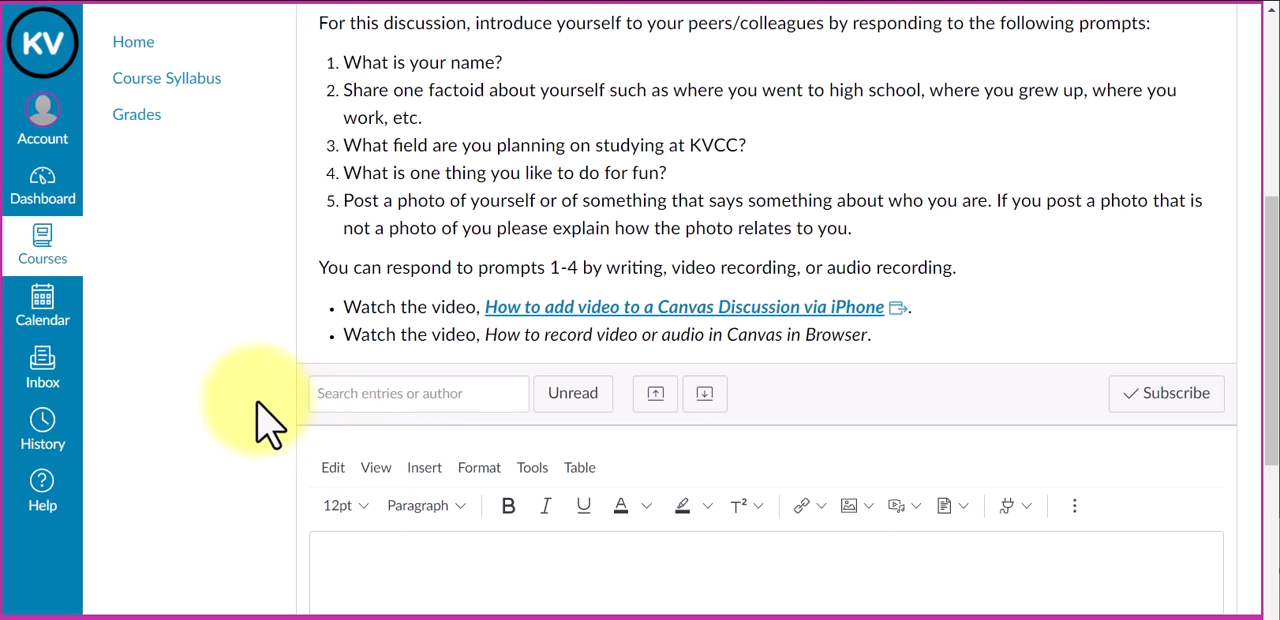 KV
Account
Dashboard
Courses
Calendar
Inbox
History
Help
Home
Course Syllabus
Grades
For this discussion, introduce yourself to your peers/colleagues by responding to the following prompts:
1. What is your name?
2. Share one factoid about yourself such as where you went to high school, where you grew up, where you
work, etc.
3. What field are you planning on studying at KVCC?
4. What is one thing you like to do for fun?
5. Post a photo of yourself or of something that says something about who you are. If you post a photo that is
not a photo of you please explain how the photo relates to you.
You can respond to prompts 1-4 by writing, video recording, or audio recording.
• Watch the video, How to add video to a Canvas Discussion via iPhone.
• Watch the video, How to record video or audio in Canvas in Browser.
Search entries or author Unread Subscribe
Edit View Insert Format Tools Table
12pt Paragraph B I U A T²